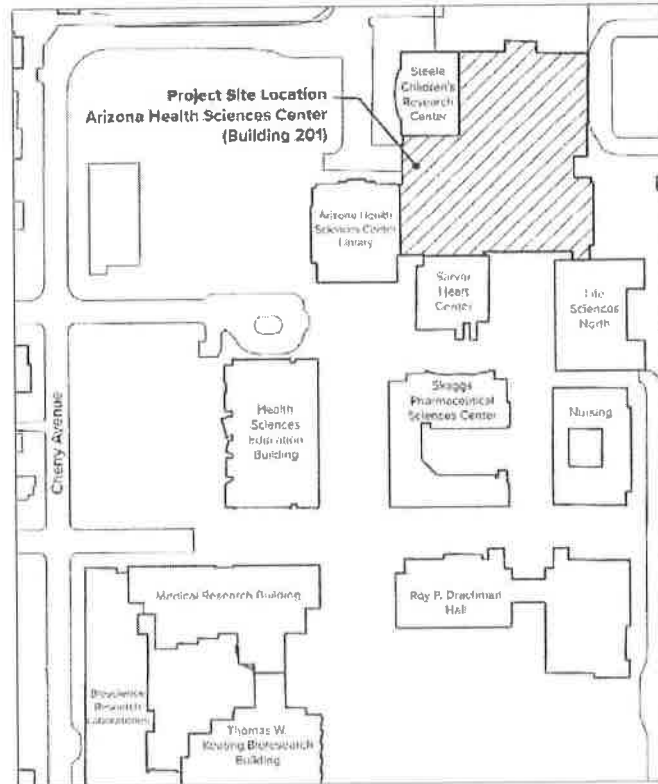 Steele
Children's
Research
Center
Project Site Location
Arizona Health Sciences Center
(Building 201)
Arizona Health
Sciences Center
Library
Sarver
Heart
Center
Life
Sciences
North
Skaggs
Pharmaceutical
Sciences Center
Health
Sciences
Education
Building
Nursing
Cherry Avenue
Medical Research Building
Roy P. Drachman
Hall
Bioscience
Research
Laboratories
Thomas W.
Keating Bioresearch
Building